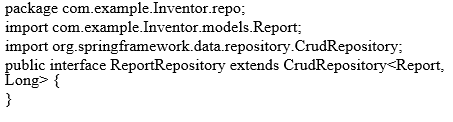 package com.example.Inventor.repo;
import com.example.Inventor.models.Report;
import org.springframework.data.repository.CrudRepository;
public interface ReportRepository extends CrudRepository<Report,
Long> {
}